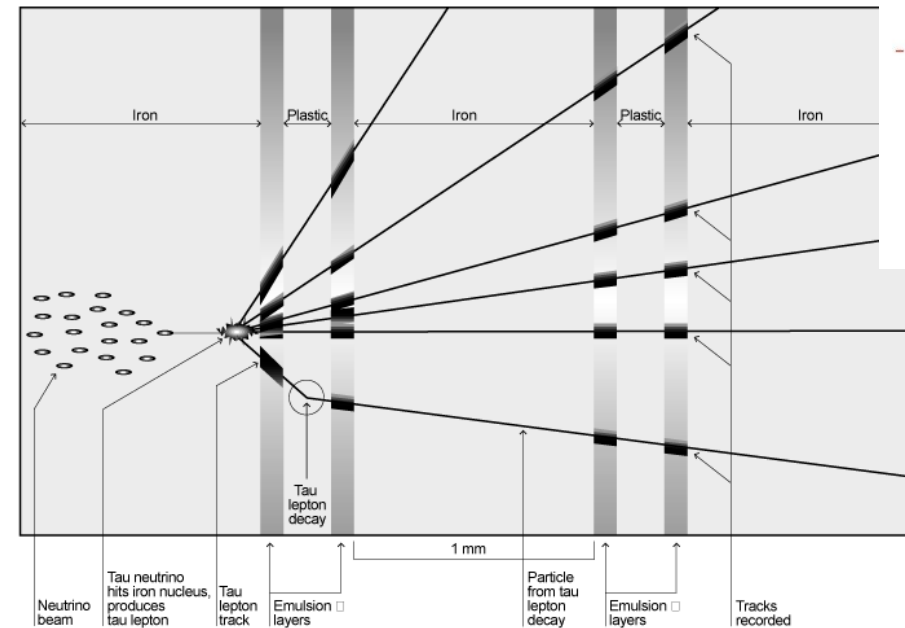 Iron
Plastic
Iron
Plastic
Iron
Tau
lepton
decay
1 mm
Neutrino
beam
Tau neutrino
hits iron nucleus,
produces
tau lepton
Tau
lepton
track
Emulsion □
layers
Particle
from tau
lepton
decay
Emulsion □
layers
Tracks
recorded